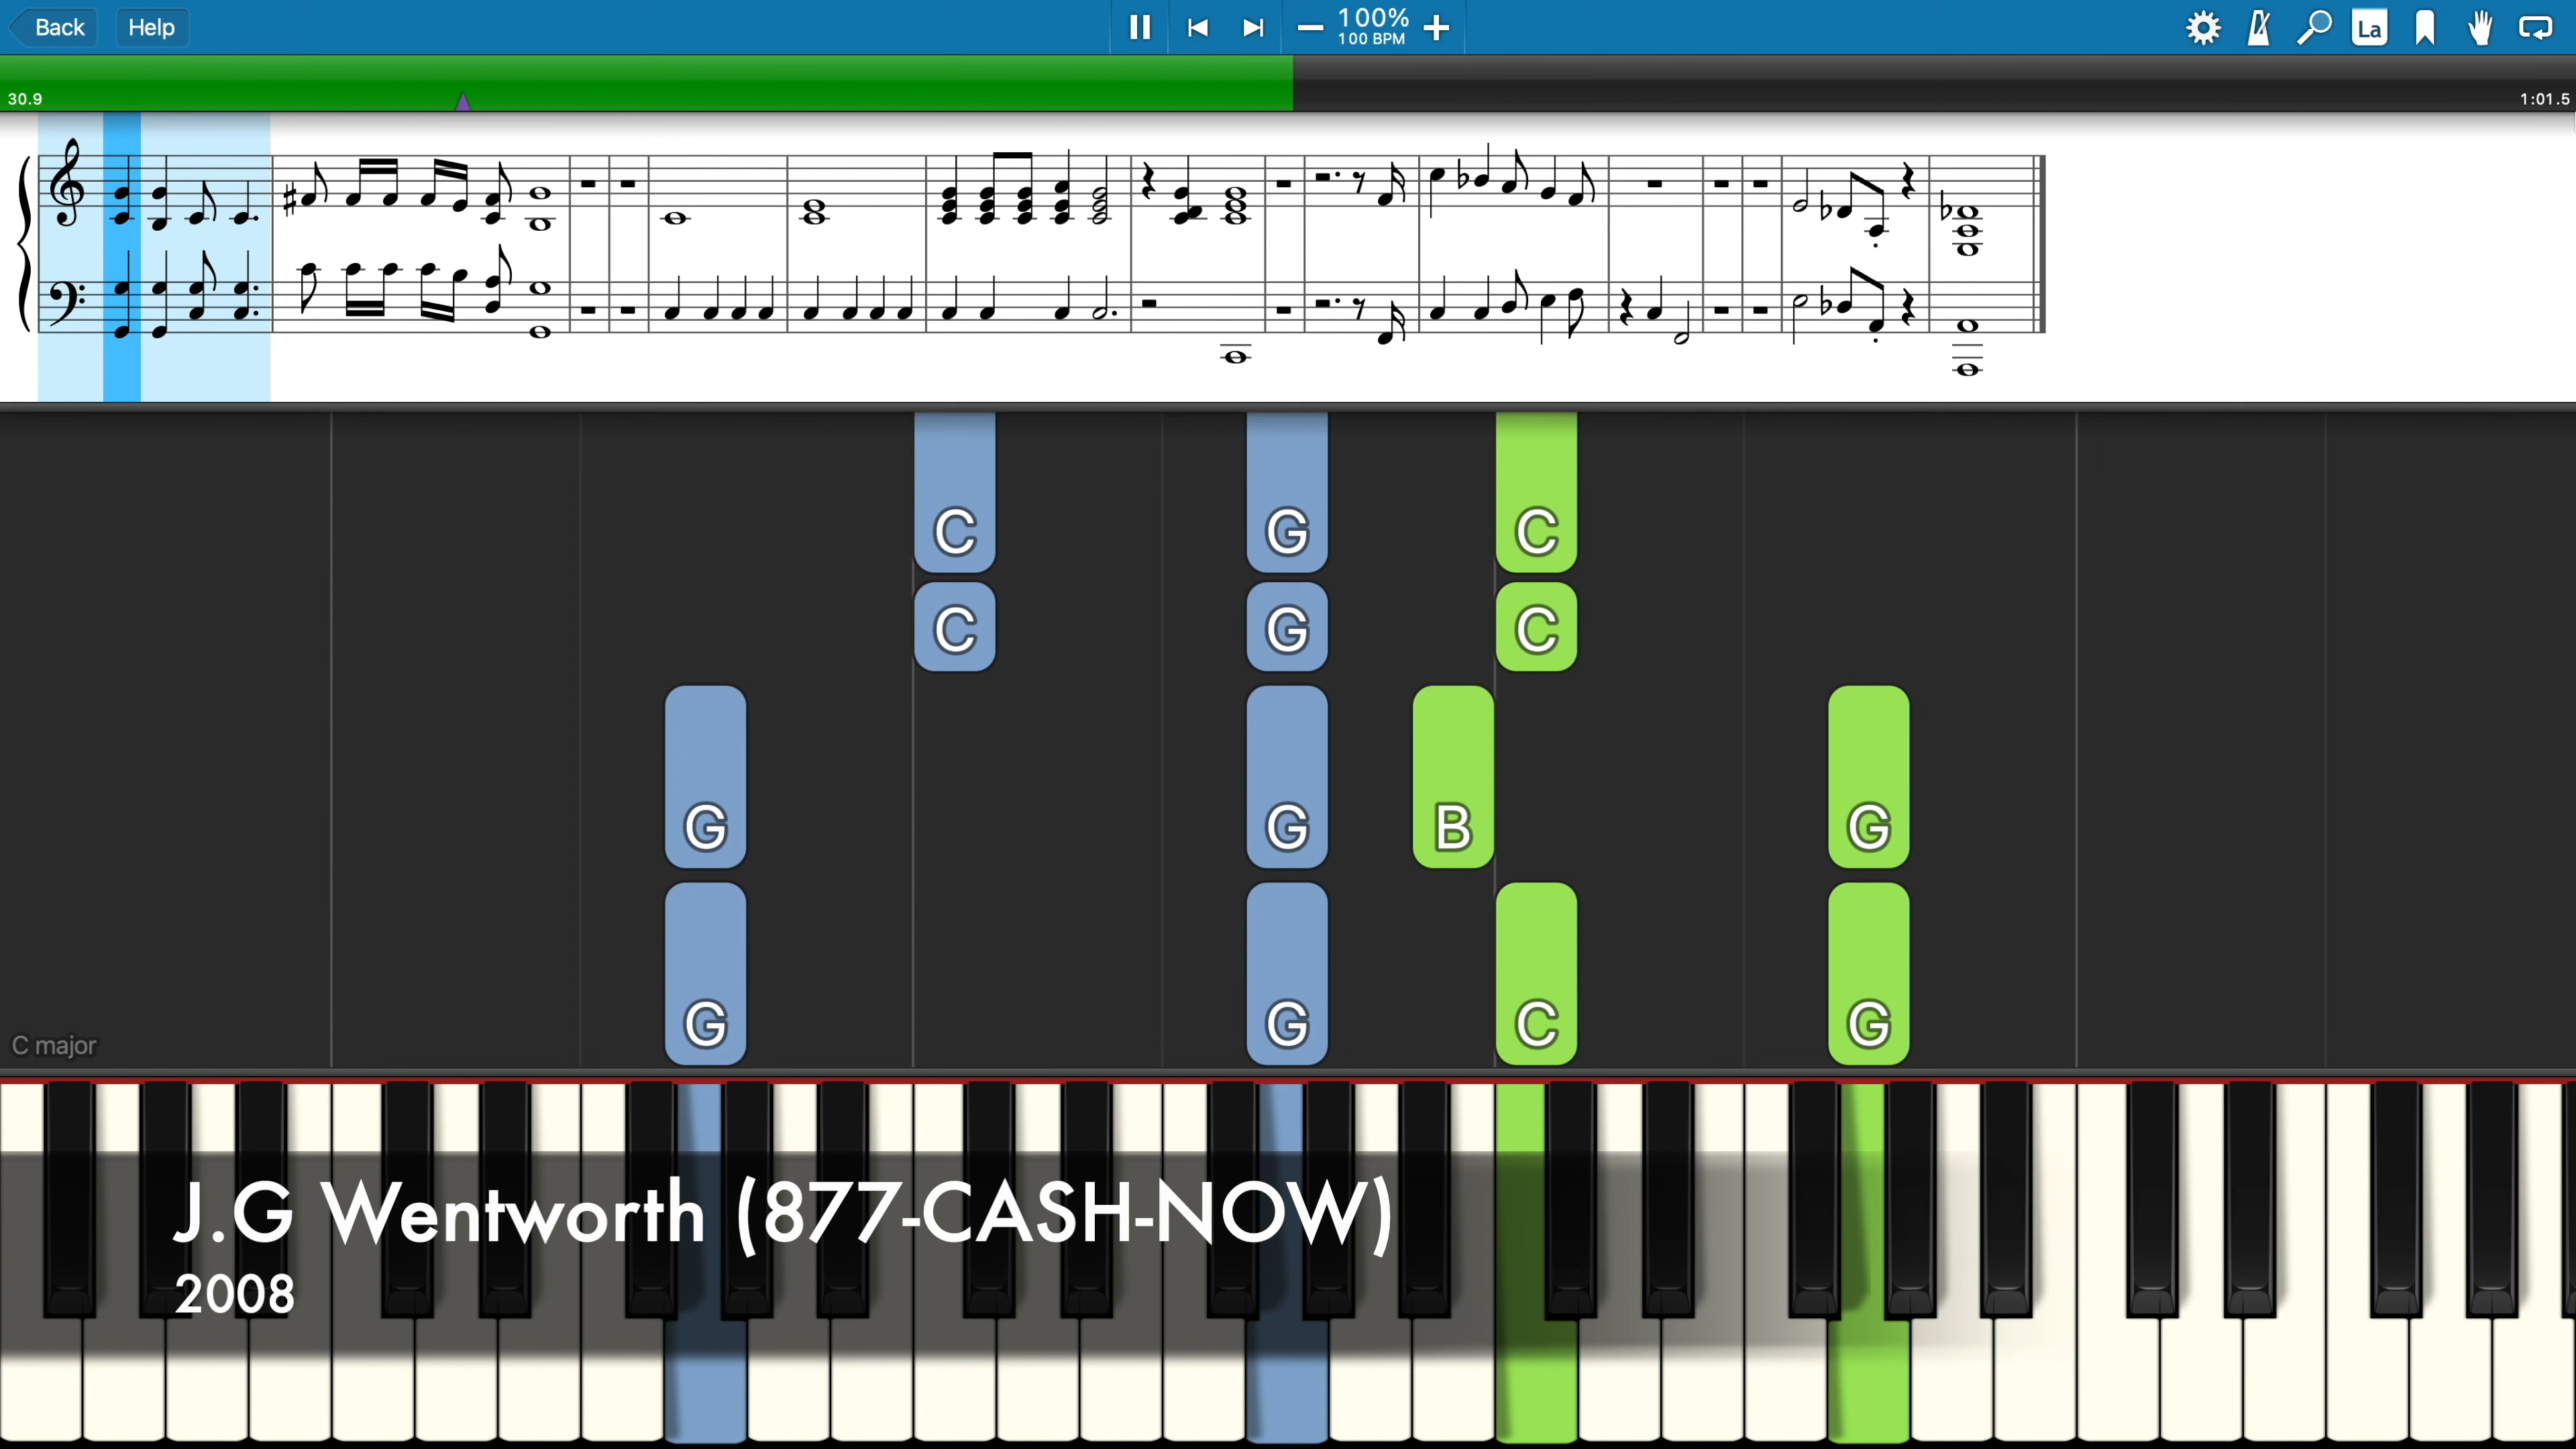 Back Help 100% La
100 BPM
30.9 1:01.5
C G C
C G C
G G B G
G G C G
C major
J.G Wentworth (877-CASH-NOW)
2008